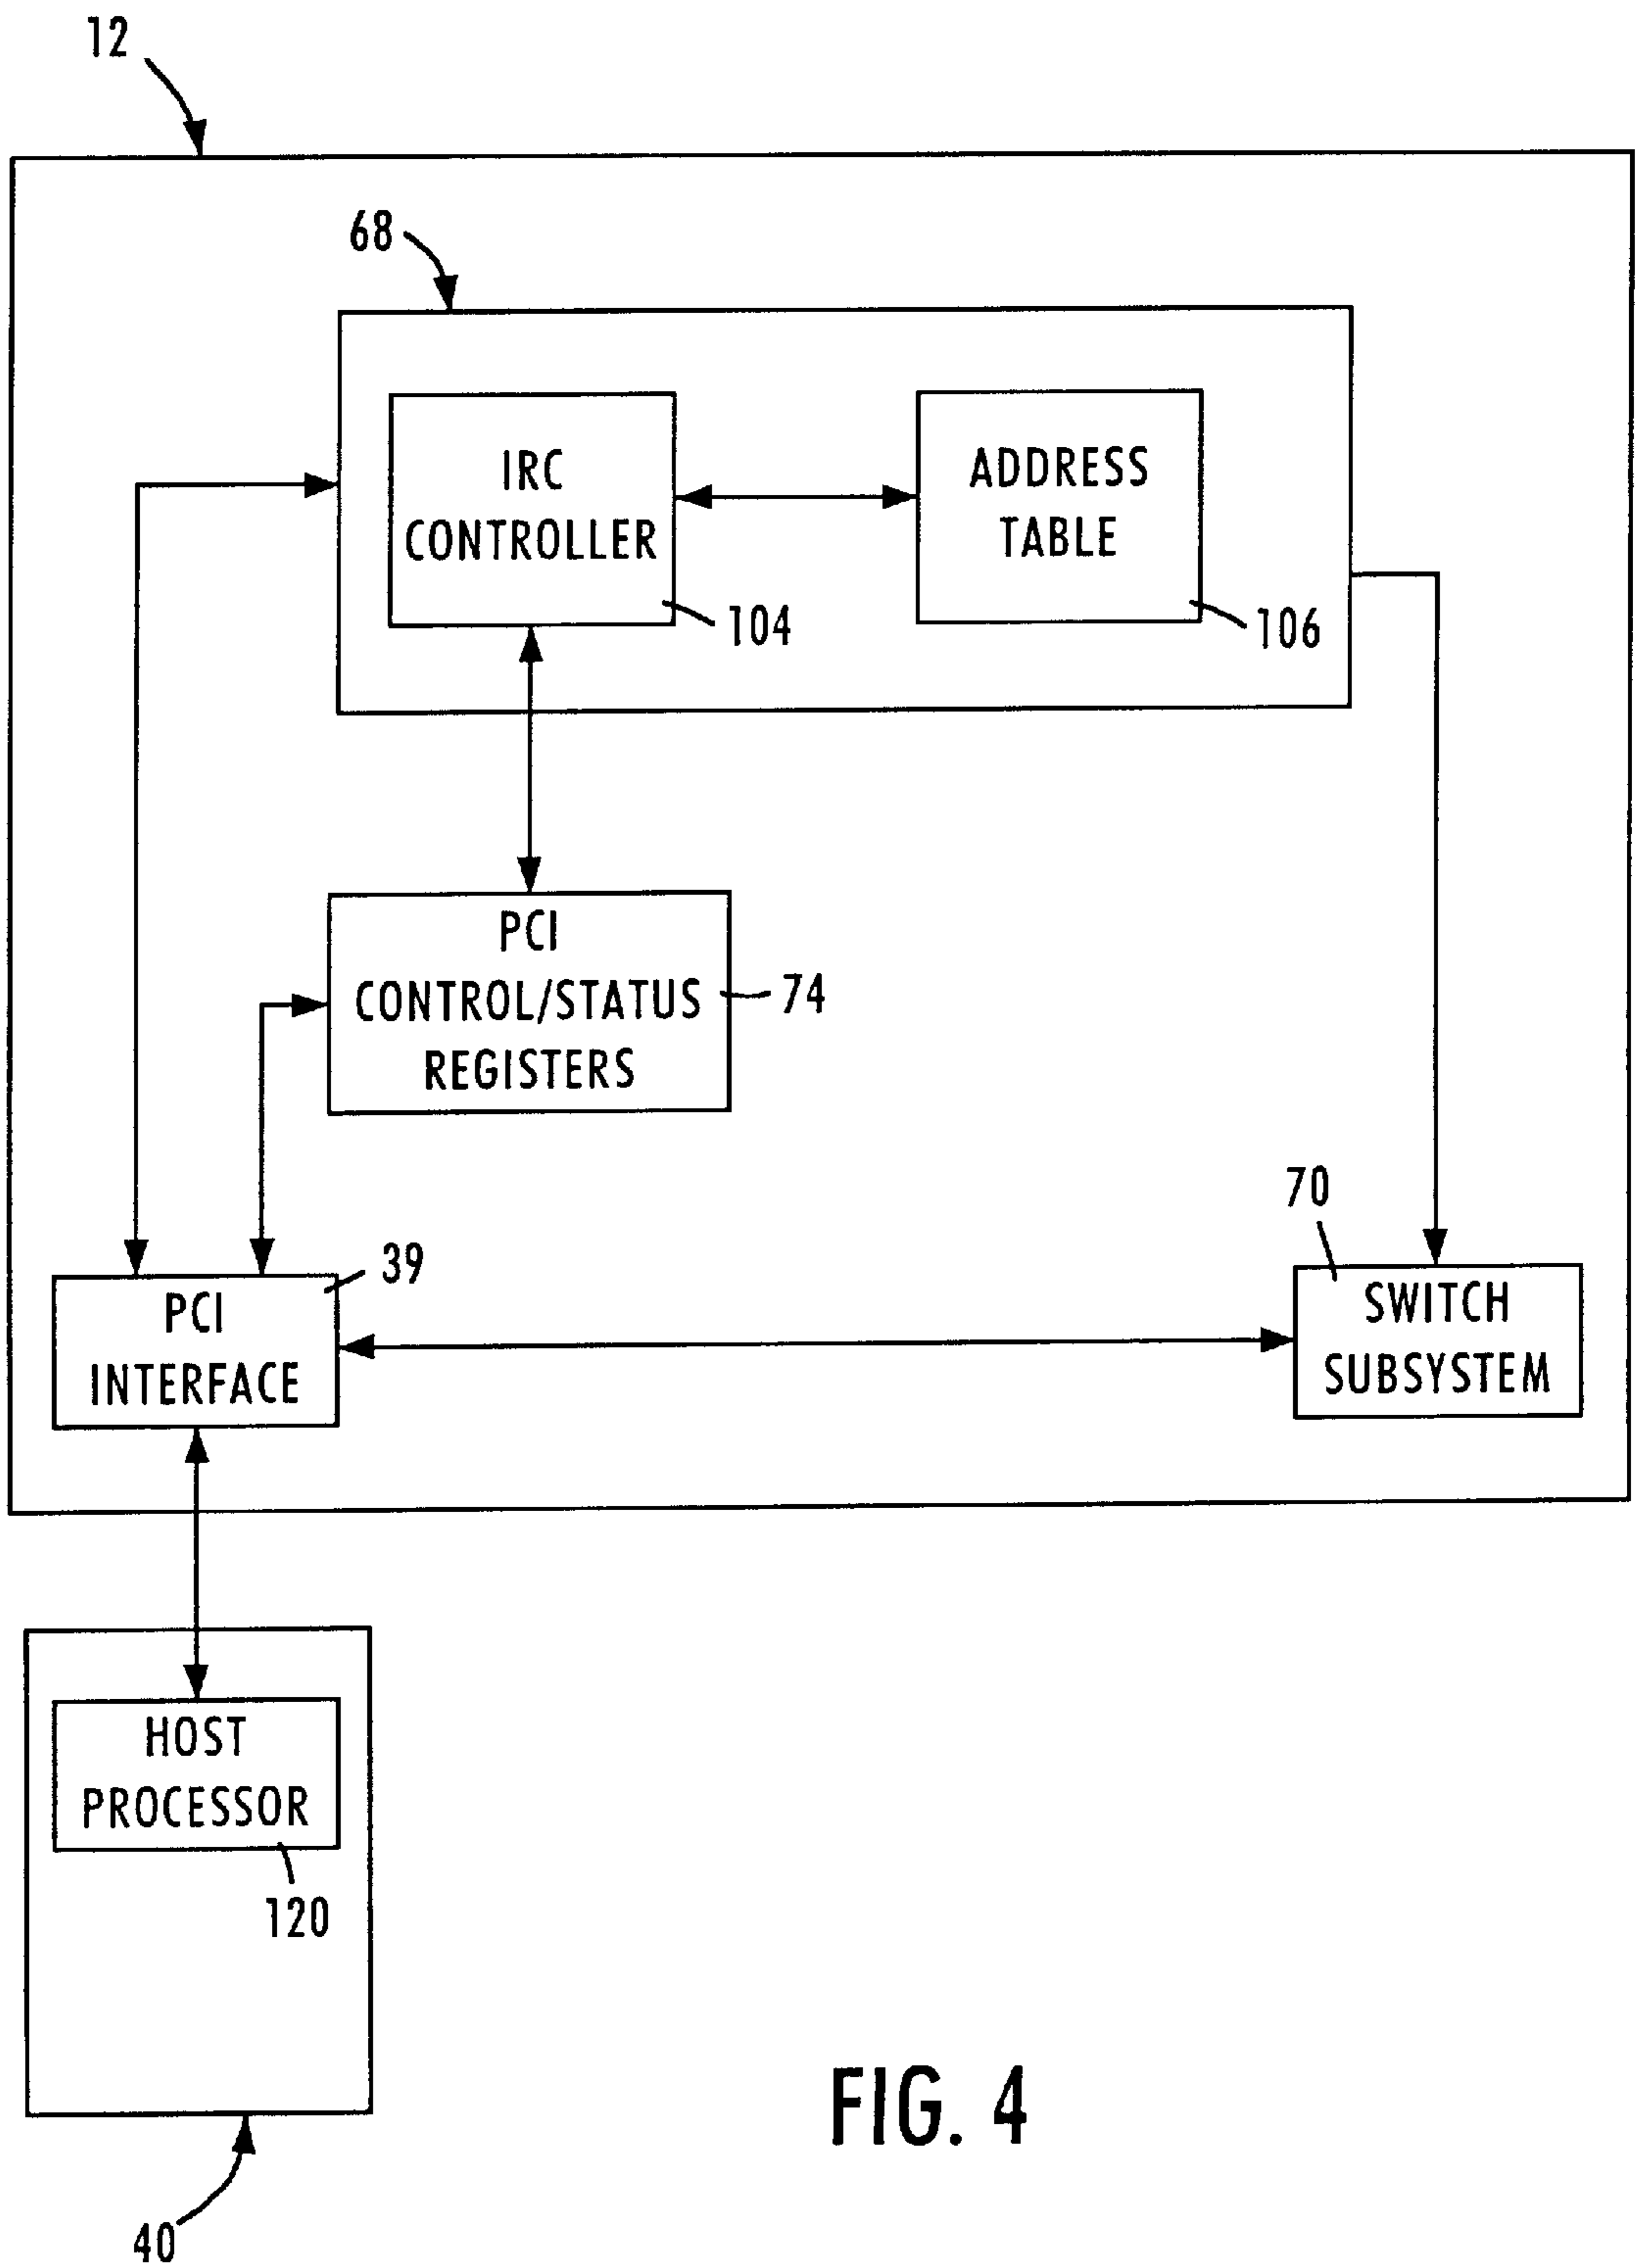 12
68
IRC
CONTROLLER
104
ADDRESS
TABLE
106
PCI
CONTROL/STATUS
REGISTERS
74
39
PCI
INTERFACE
70
SWITCH
SUBSYSTEM
HOST
PROCESSOR
120
40
FIG. 4